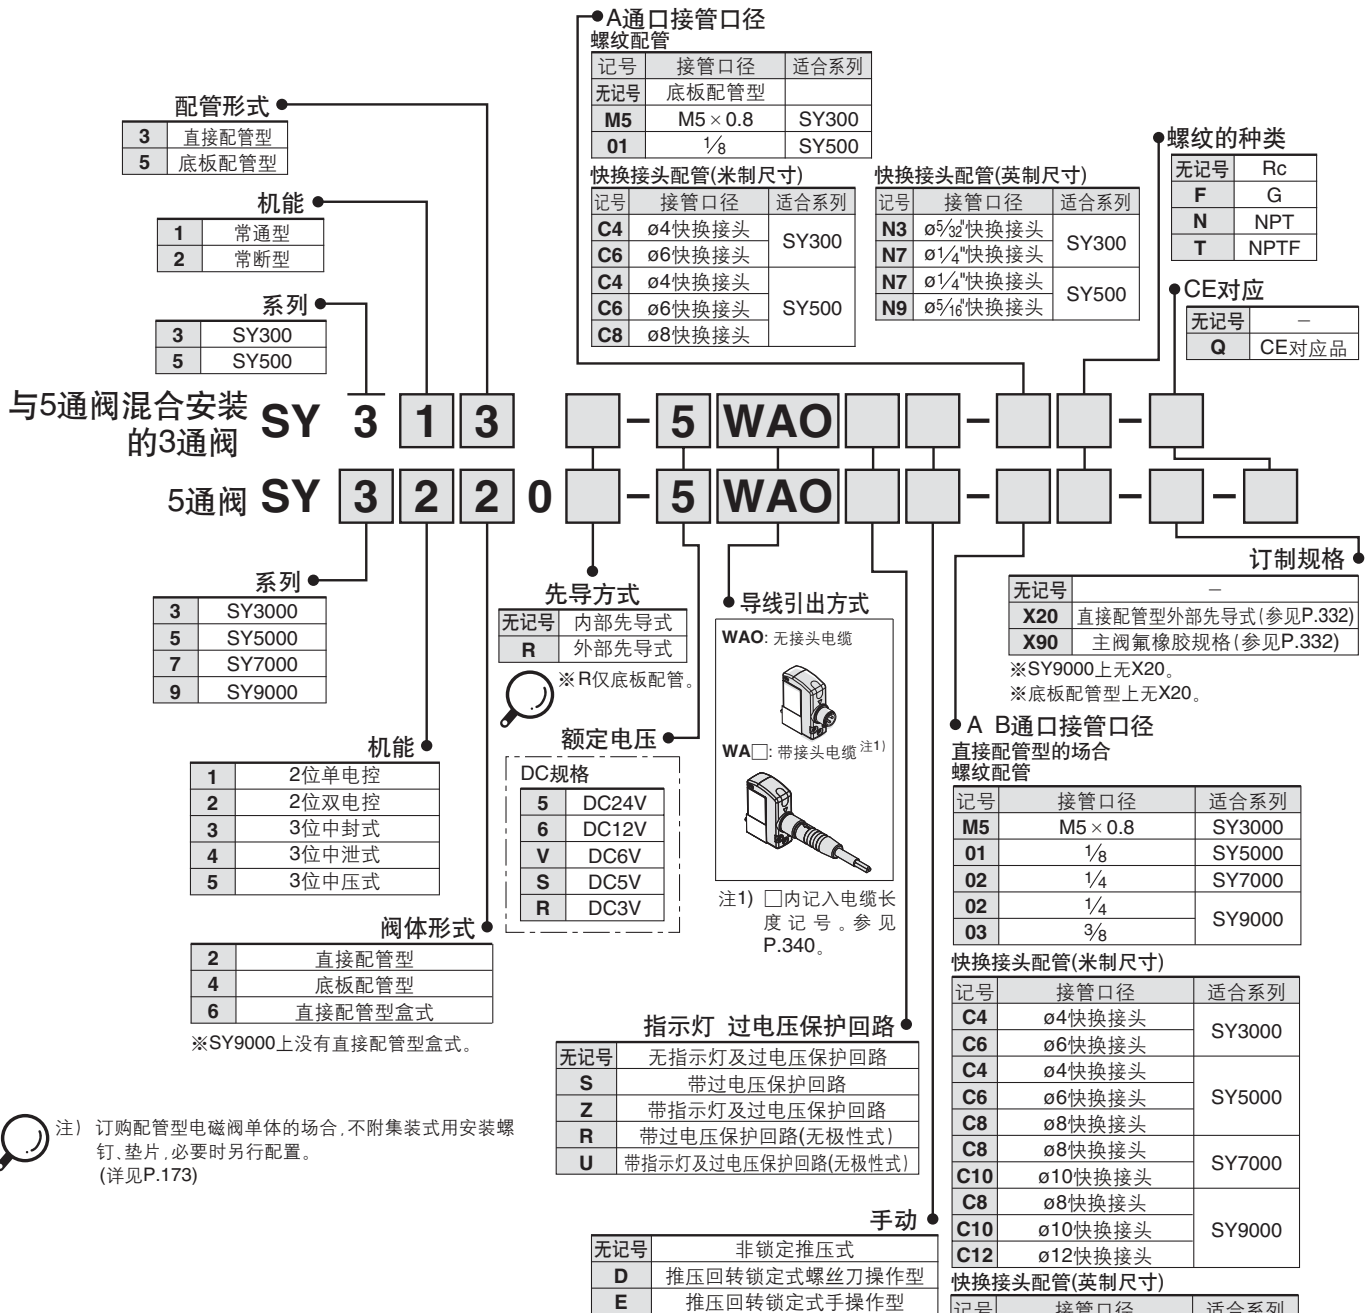 A通口接管口径
螺纹配管
记号 接管口径 适合系列
无记号 底板配管型
M5 M5×0.8 SY300
01 1/8 SY500
快换接头配管(米制尺寸)
记号 接管口径 适合系列
C4 ø4快换接头 SY300
C6 ø6快换接头
C4 ø4快换接头 SY500
C6 ø6快换接头
C8 ø8快换接头
快换接头配管(英制尺寸)
记号 接管口径 适合系列
N3 ø5/32"快换接头 SY300
N7 ø1/4"快换接头
N7 ø1/4"快换接头 SY500
N9 ø5/16"快换接头
螺纹的种类
无记号 Rc
F G
N NPT
T NPTF
CE对应
无记号 –
Q CE对应品
配管形式
3 直接配管型
5 底板配管型
机能
1 常通型
2 常断型
系列
3 SY300
5 SY500
与5通阀混合安装的3通阀 SY 3 1 3 – 5 WAO – –
5通阀 SY 3 2 2 0 – 5 WAO – – –
系列
3 SY3000
5 SY5000
7 SY7000
9 SY9000
机能
1 2位单电控
2 2位双电控
3 3位中封式
4 3位中泄式
5 3位中压式
阀体形式
2 直接配管型
4 底板配管型
6 直接配管型盒式
※SY9000上没有直接配管型盒式。
注) 订购配管型电磁阀单体的场合,不附集装式用安装螺
钉、垫片,必要时另行配置。
(详见P.173)
先导方式
无记号 内部先导式
R 外部先导式
※R仅底板配管。
额定电压
DC规格
5 DC24V
6 DC12V
V DC6V
S DC5V
R DC3V
导线引出方式
WAO: 无接头电缆
WA□: 带接头电缆 注1)
注1) □内记入电缆长
度记号。参见
P.340。
指示灯 过电压保护回路
无记号 无指示灯及过电压保护回路
S 带过电压保护回路
Z 带指示灯及过电压保护回路
R 带过电压保护回路(无极性式)
U 带指示灯及过电压保护回路(无极性式)
手动
无记号 非锁定推压式
D 推压回转锁定式螺丝刀操作型
E 推压回转锁定式手操作型
订制规格
无记号 –
X20 直接配管型外部先导式(参见P.332)
X90 主阀氟橡胶规格(参见P.332)
※SY9000上无X20。
※底板配管型上无X20。
A B通口接管口径
直接配管型的场合
螺纹配管
记号 接管口径 适合系列
M5 M5×0.8 SY3000
01 1/8 SY5000
02 1/4 SY7000
02 1/4 SY9000
03 3/8
快换接头配管(米制尺寸)
记号 接管口径 适合系列
C4 ø4快换接头 SY3000
C6 ø6快换接头
C4 ø4快换接头 SY5000
C6 ø6快换接头
C8 ø8快换接头
C8 ø8快换接头 SY7000
C10 ø10快换接头
C8 ø8快换接头 SY9000
C10 ø10快换接头
C12 ø12快换接头
快换接头配管(英制尺寸)
记号 接管口径 适合系列